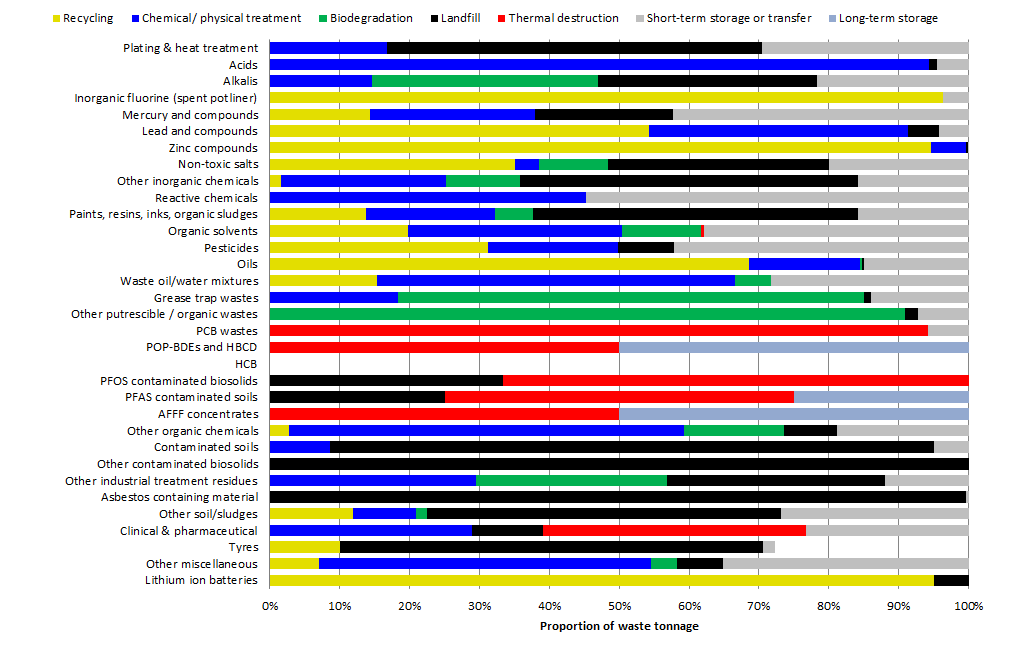 Recycling Chemical/ physical treatment Biodegradation Landfill Thermal destruction Short-term storage or transfer Long-term storage
Plating & heat treatment
Acids
Alkalis
Inorganic fluorine (spent potliner)
Mercury and compounds
Lead and compounds
Zinc compounds
Non-toxic salts
Other inorganic chemicals
Reactive chemicals
Paints, resins, inks, organic sludges
Organic solvents
Pesticides
Oils
Waste oil/water mixtures
Grease trap wastes
Other putrescible / organic wastes
PCB wastes
POP-BDEs and HBCD
HCB
PFOS contaminated biosolids
PFAS contaminated soils
AFFF concentrates
Other organic chemicals
Contaminated soils
Other contaminated biosolids
Other industrial treatment residues
Asbestos containing material
Other soil/sludges
Clinical & pharmaceutical
Tyres
Other miscellaneous
Lithium ion batteries
0% 10% 20% 30% 40% 50% 60% 70% 80% 90% 100%
Proportion of waste tonnage